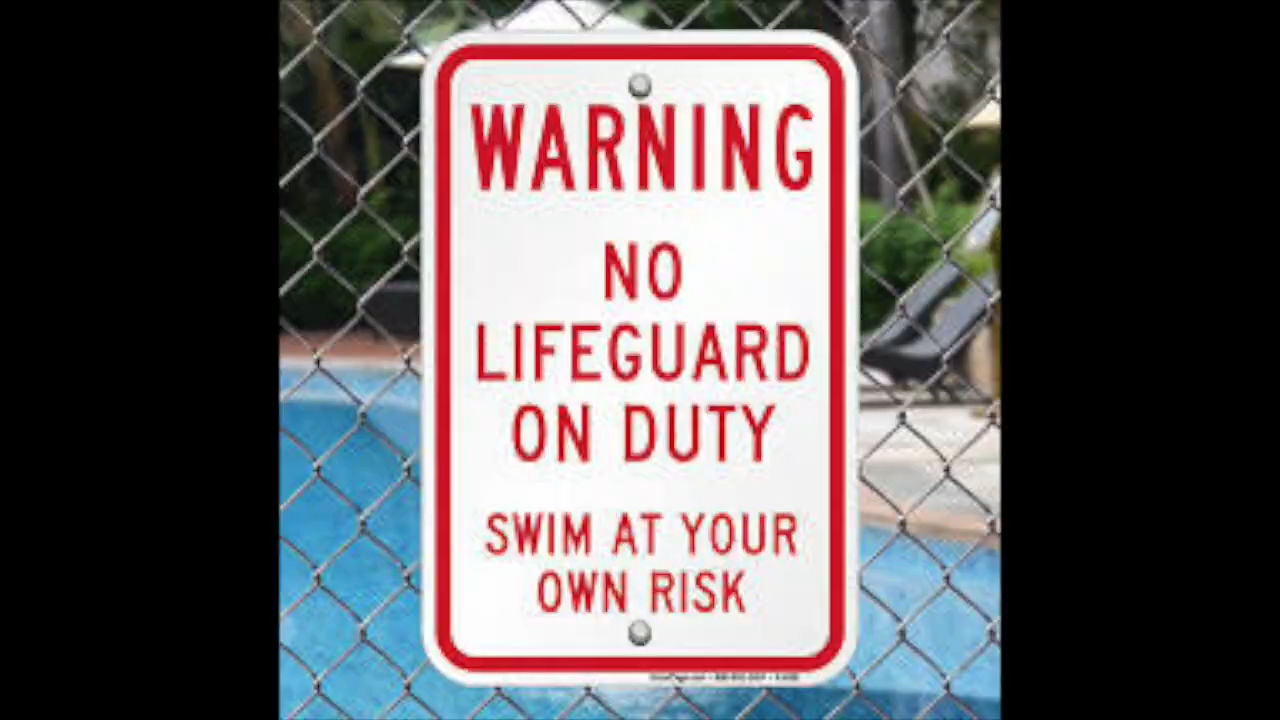 WARNING
NO
LIFEGUARD
ON DUTY
SWIM AT YOUR
OWN RISK